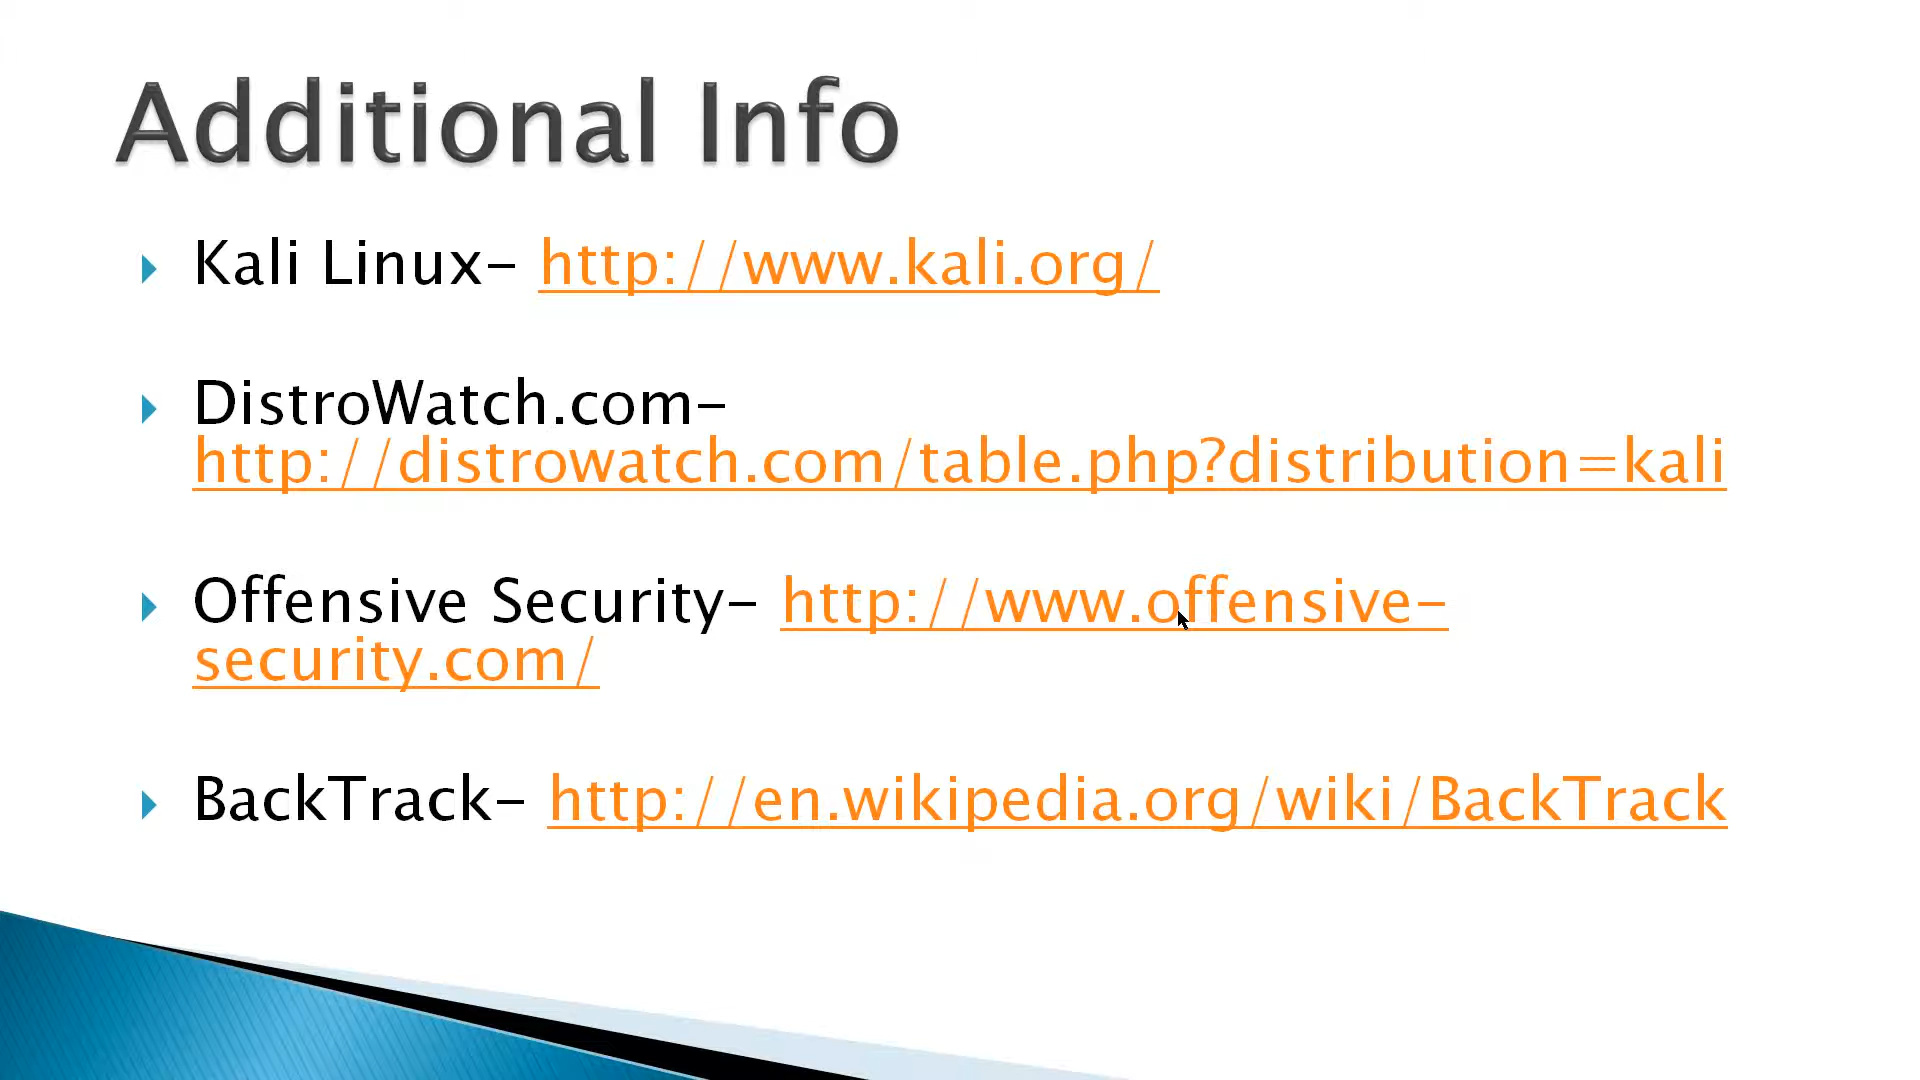 Additional Info
Kali Linux- http://www.kali.org/
DistroWatch.com-
http://distrowatch.com/table.php?distribution=kali
Offensive Security- http://www.offensive-
security.com/
BackTrack- http://en.wikipedia.org/wiki/BackTrack